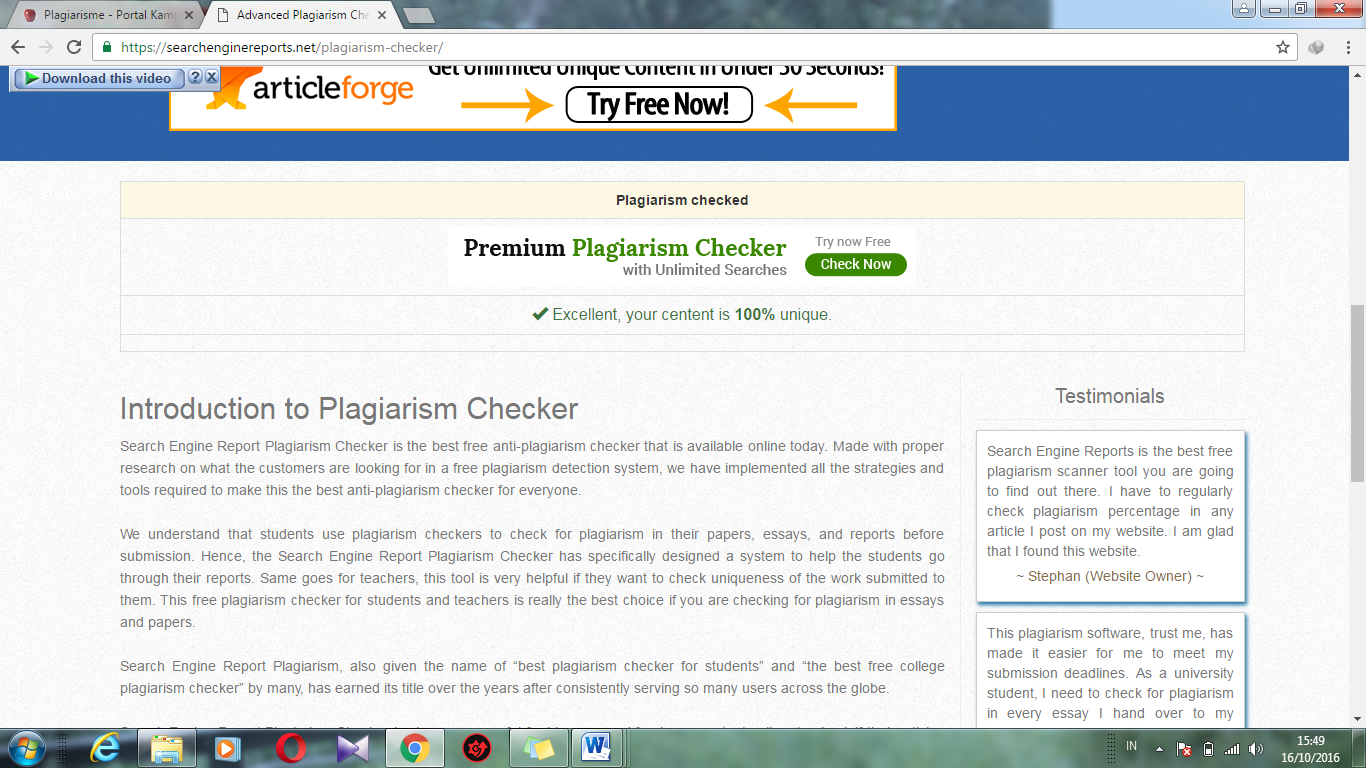 Plagiarisme - Portal Kam
Advanced Plagiarism Che
https://searchenginereports.net/plagiarism-checker/
Download this video
?
articleforge
Get Unlimited Unique Content in Under 30 Seconds!
Try Free Now!
Plagiarism checked
Premium Plagiarism Checker
with Unlimited Searches
Try now Free
Check Now
Excellent, your centent is 100% unique.
Introduction to Plagiarism Checker
Search Engine Report Plagiarism Checker is the best free anti-plagiarism checker that is available online today. Made with proper
research on what the customers are looking for in a free plagiarism detection system, we have implemented all the strategies and
tools required to make this the best anti-plagiarism checker for everyone.
We understand that students use plagiarism checkers to check for plagiarism in their papers, essays, and reports before
submission. Hence, the Search Engine Report Plagiarism Checker has specifically designed a system to help the students go
through their reports. Same goes for teachers, this tool is very helpful if they want to check uniqueness of the work submitted to
them. This free plagiarism checker for students and teachers is really the best choice if you are checking for plagiarism in essays
and papers.
Search Engine Report Plagiarism, also given the name of “best plagiarism checker for students” and “the best free college
plagiarism checker” by many, has earned its title over the years after consistently serving so many users across the globe.
Testimonials
Search Engine Reports is the best free
plagiarism scanner tool you are going
to find out there. I have to regularly
check plagiarism percentage in any
article I post on my website. I am glad
that I found this website.
~ Stephan (Website Owner) ~
This plagiarism software, trust me, has
made it easier for me to meet my
submission deadlines. As a university
student, I need to check for plagiarism
in every essay I hand over to my
IN
15:49
16/10/2016